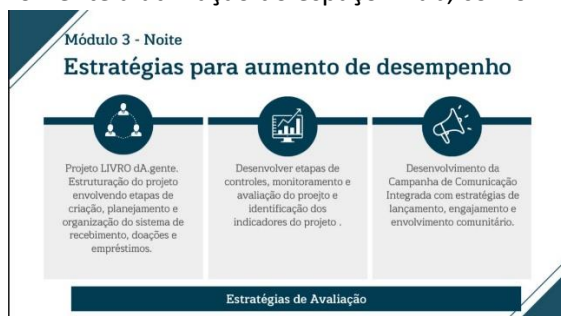 Módulo 3 - Noite
Estratégias para aumento de desempenho
Projeto LIVRO dA.gente.
Estruturação do projeto
envolvendo etapas de
criação, planejamento e
organização do sistema de
recebimento, doações e
empréstimos.
Desenvolver etapas de
controles, monitoramento e
avaliação do proejto e
identificação dos
indicadores do projeto .
Desenvolvimento da
Campanha de Comunicação
Integrada com estratégias de
lançamento, engajamento e
envolvimento comunitário.
Estratégias de Avaliação